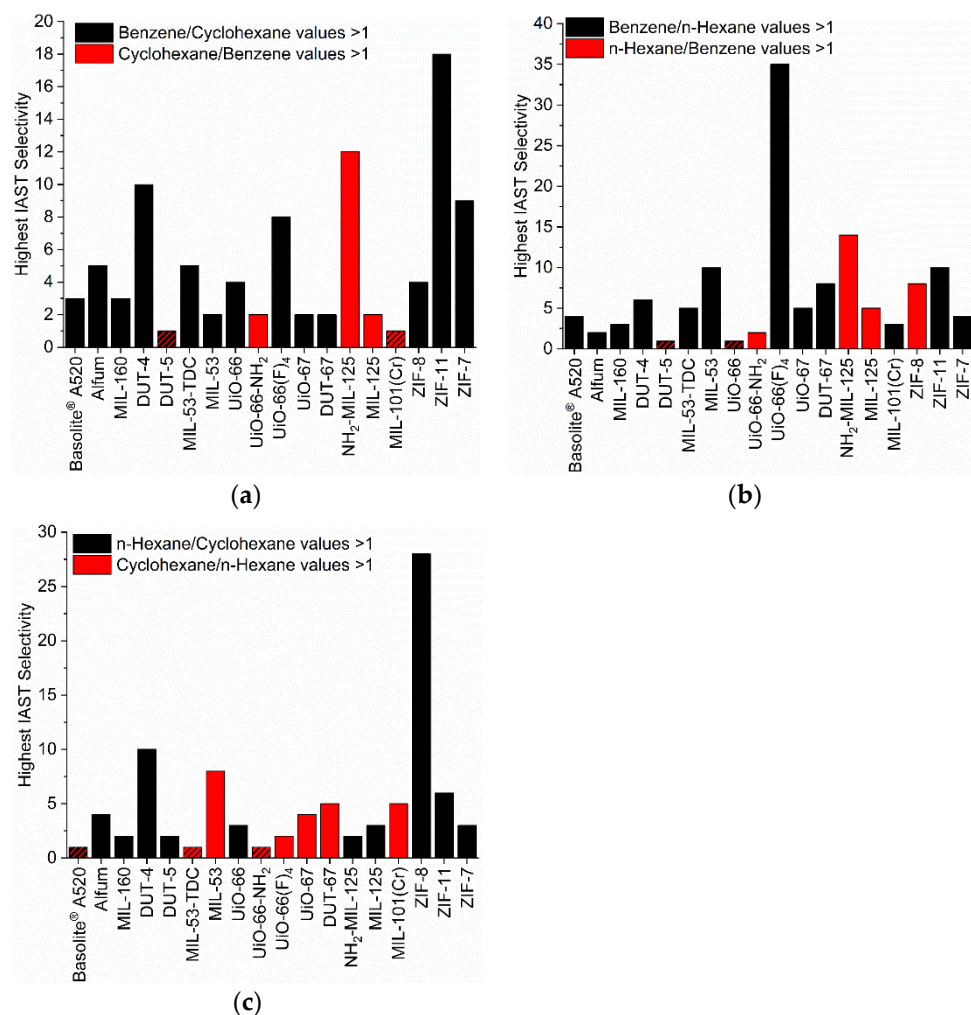 Benzene/Cyclohexane values >1
Cyclohexane/Benzene values >1
Highest IAST Selectivity
20
18
16
14
12
10
8
6
4
2
0
Basolite® A520
Alfum
MIL-160
DUT-4
DUT-5
MIL-53-TDC
MIL-53
UiO-66
UiO-66-NH₂
UiO-66(F)₄
UiO-67
DUT-67
NH₂-MIL-125
MIL-125
MIL-101(Cr)
ZIF-8
ZIF-11
ZIF-7
(a)
Benzene/n-Hexane values >1
n-Hexane/Benzene values >1
Highest IAST Selectivity
40
35
30
25
20
15
10
5
0
Basolite® A520
Alfum
MIL-160
DUT-4
DUT-5
MIL-53-TDC
MIL-53
UiO-66
UiO-66-NH₂
UiO-66(F)₄
UiO-67
DUT-67
NH₂-MIL-125
MIL-125
MIL-101(Cr)
ZIF-8
ZIF-11
ZIF-7
(b)
n-Hexane/Cyclohexane values >1
Cyclohexane/n-Hexane values >1
Highest IAST Selectivity
30
25
20
15
10
5
0
Basolite® A520
Alfum
MIL-160
DUT-4
DUT-5
MIL-53-TDC
MIL-53
UiO-66
UiO-66-NH₂
UiO-66(F)₄
UiO-67
DUT-67
NH₂-MIL-125
MIL-125
MIL-101(Cr)
ZIF-8
ZIF-11
ZIF-7
(c)